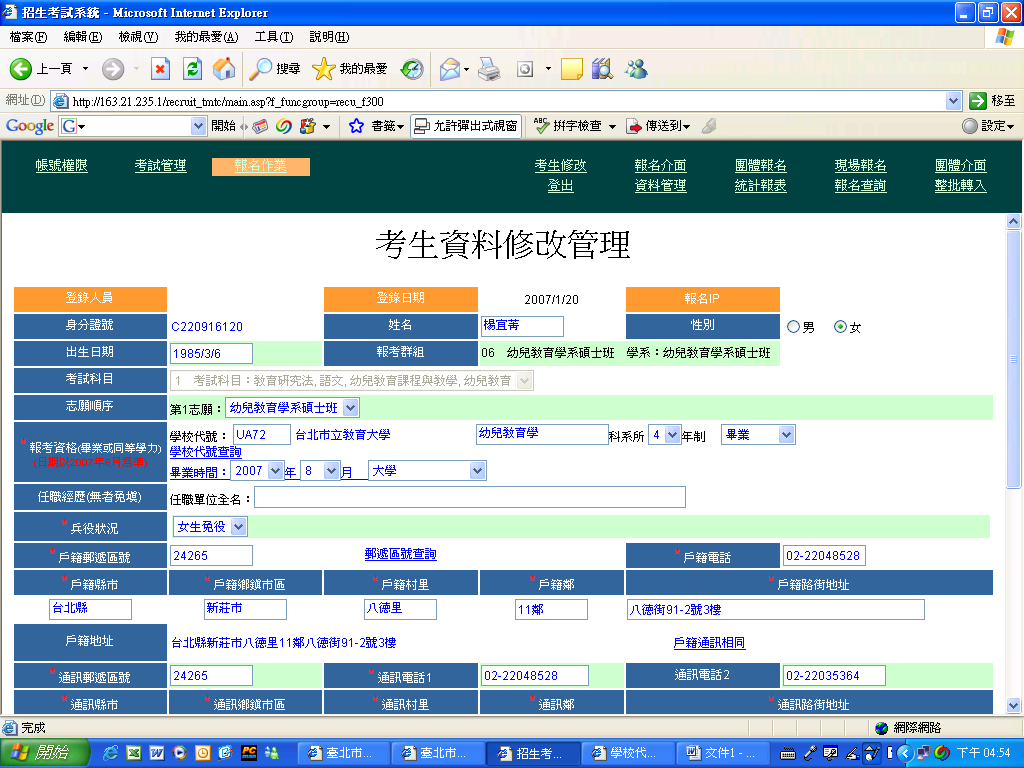 招生考試系統 - Microsoft Internet Explorer
檔案(F) 編輯(E) 檢視(V) 我的最愛(A) 工具(T) 說明(H)
上一頁 搜尋 我的最愛
網址(D) http://163.21.235.1/recruit_tmtc/main.asp?f_funcgroup=recu_f300 移至
Google G 開始 書籤 允許彈出式視窗 ABC 拼字檢查 傳送到 設定
帳號權限 考試管理 報名作業 考生修改 報名介面 團體報名 現場報名 團體介面
登出 資料管理 統計報表 報名查詢 整批轉入
考生資料修改管理
登錄人員 登錄日期 2007/1/20 報名IP
身分證號 C220916120 姓名 楊宜菁 性別 男 女
出生日期 1985/3/6 報考群組 06 幼兒教育學系碩士班 學系：幼兒教育學系碩士班
考試科目 1 考試科目：教育研究法, 語文, 幼兒教育課程與教學, 幼兒教育
志願順序 第1志願： 幼兒教育學系碩士班
*報考資格(畢業或同等學力) 學校代號： UA72 台北市立教育大學 幼兒教育學 科系所 4 年制 畢業
學校代號查詢
畢業時間： 2007 年 8 月 大學
任職經歷(無者免填) 任職單位全名：
*兵役狀況 女生免役
*戶籍郵遞區號 24265 郵遞區號查詢 *戶籍電話 02-22048528
*戶籍縣市 *戶籍鄉鎮市區 *戶籍村里 *戶籍鄰 *戶籍路街地址
台北縣 新莊市 八德里 11鄰 八德街91-2號3樓
戶籍地址 台北縣新莊市八德里11鄰八德街91-2號3樓 戶籍通訊相同
*通訊郵遞區號 24265 *通訊電話1 02-22048528 通訊電話2 02-22035364
*通訊縣市 *通訊鄉鎮市區 *通訊村里 *通訊鄰 *通訊路街地址
完成 網際網路
開始 臺北市... 臺北市... 招生考... 學校代... 文件1 - ... 下午 04:54